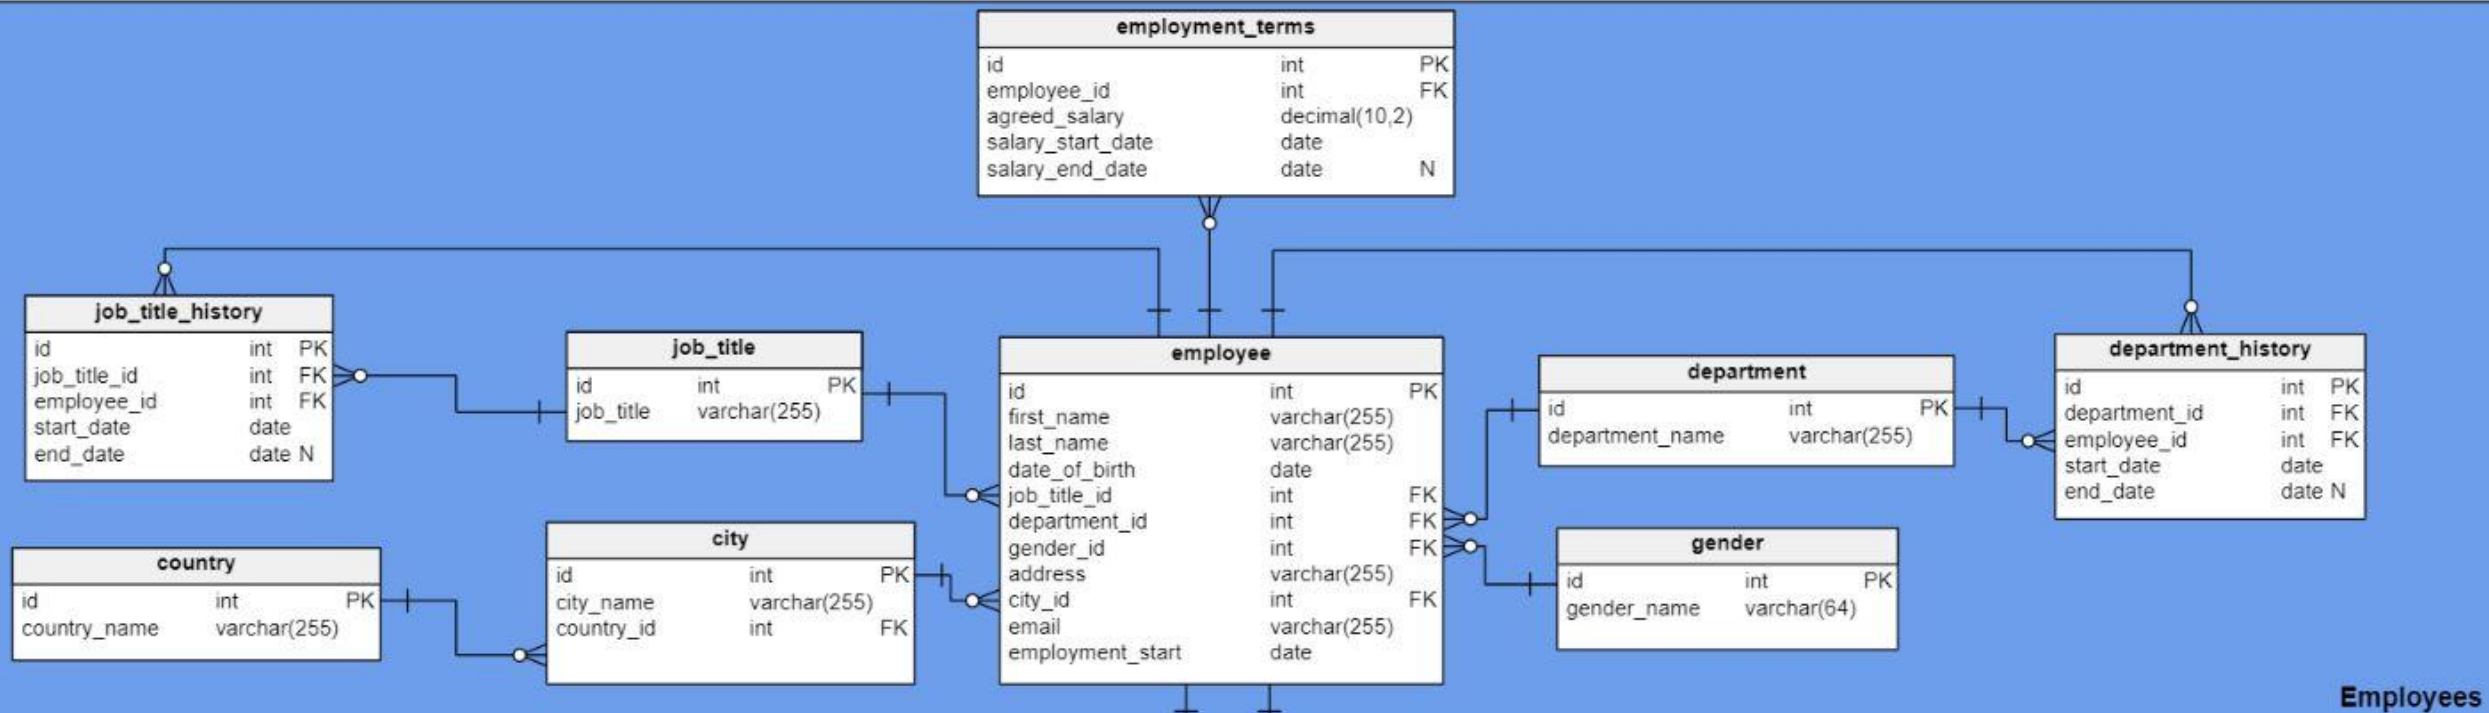 employment_terms
id int PK
employee_id int FK
agreed_salary decimal(10,2)
salary_start_date date
salary_end_date date N
job_title_history
id int PK
job_title_id int FK
employee_id int FK
start_date date
end_date date N
job_title
id int PK
job_title varchar(255)
employee
id int PK
first_name varchar(255)
last_name varchar(255)
date_of_birth date
job_title_id int FK
department_id int FK
gender_id int FK
address varchar(255)
city_id int FK
email varchar(255)
employment_start date
department
id int PK
department_name varchar(255)
department_history
id int PK
department_id int FK
employee_id int FK
start_date date
end_date date N
country
id int PK
country_name varchar(255)
city
id int PK
city_name varchar(255)
country_id int FK
gender
id int PK
gender_name varchar(64)
Employees